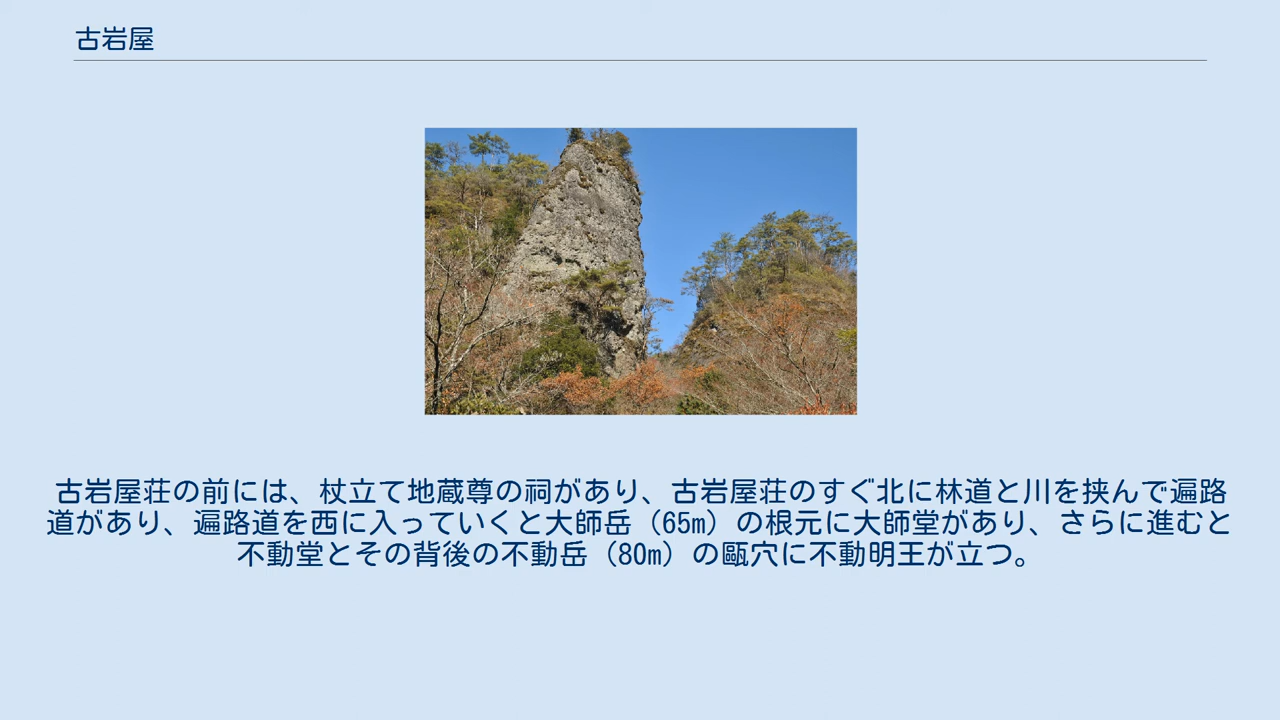 古岩屋
古岩屋荘の前には、杖立て地蔵尊の祠があり、古岩屋荘のすぐ北に林道と川を挟んで遍路
道があり、遍路道を西に入っていくと大師岳（65m）の根元に大師堂があり、さらに進むと
不動堂とその背後の不動岳（80m）の甌穴に不動明王が立つ。